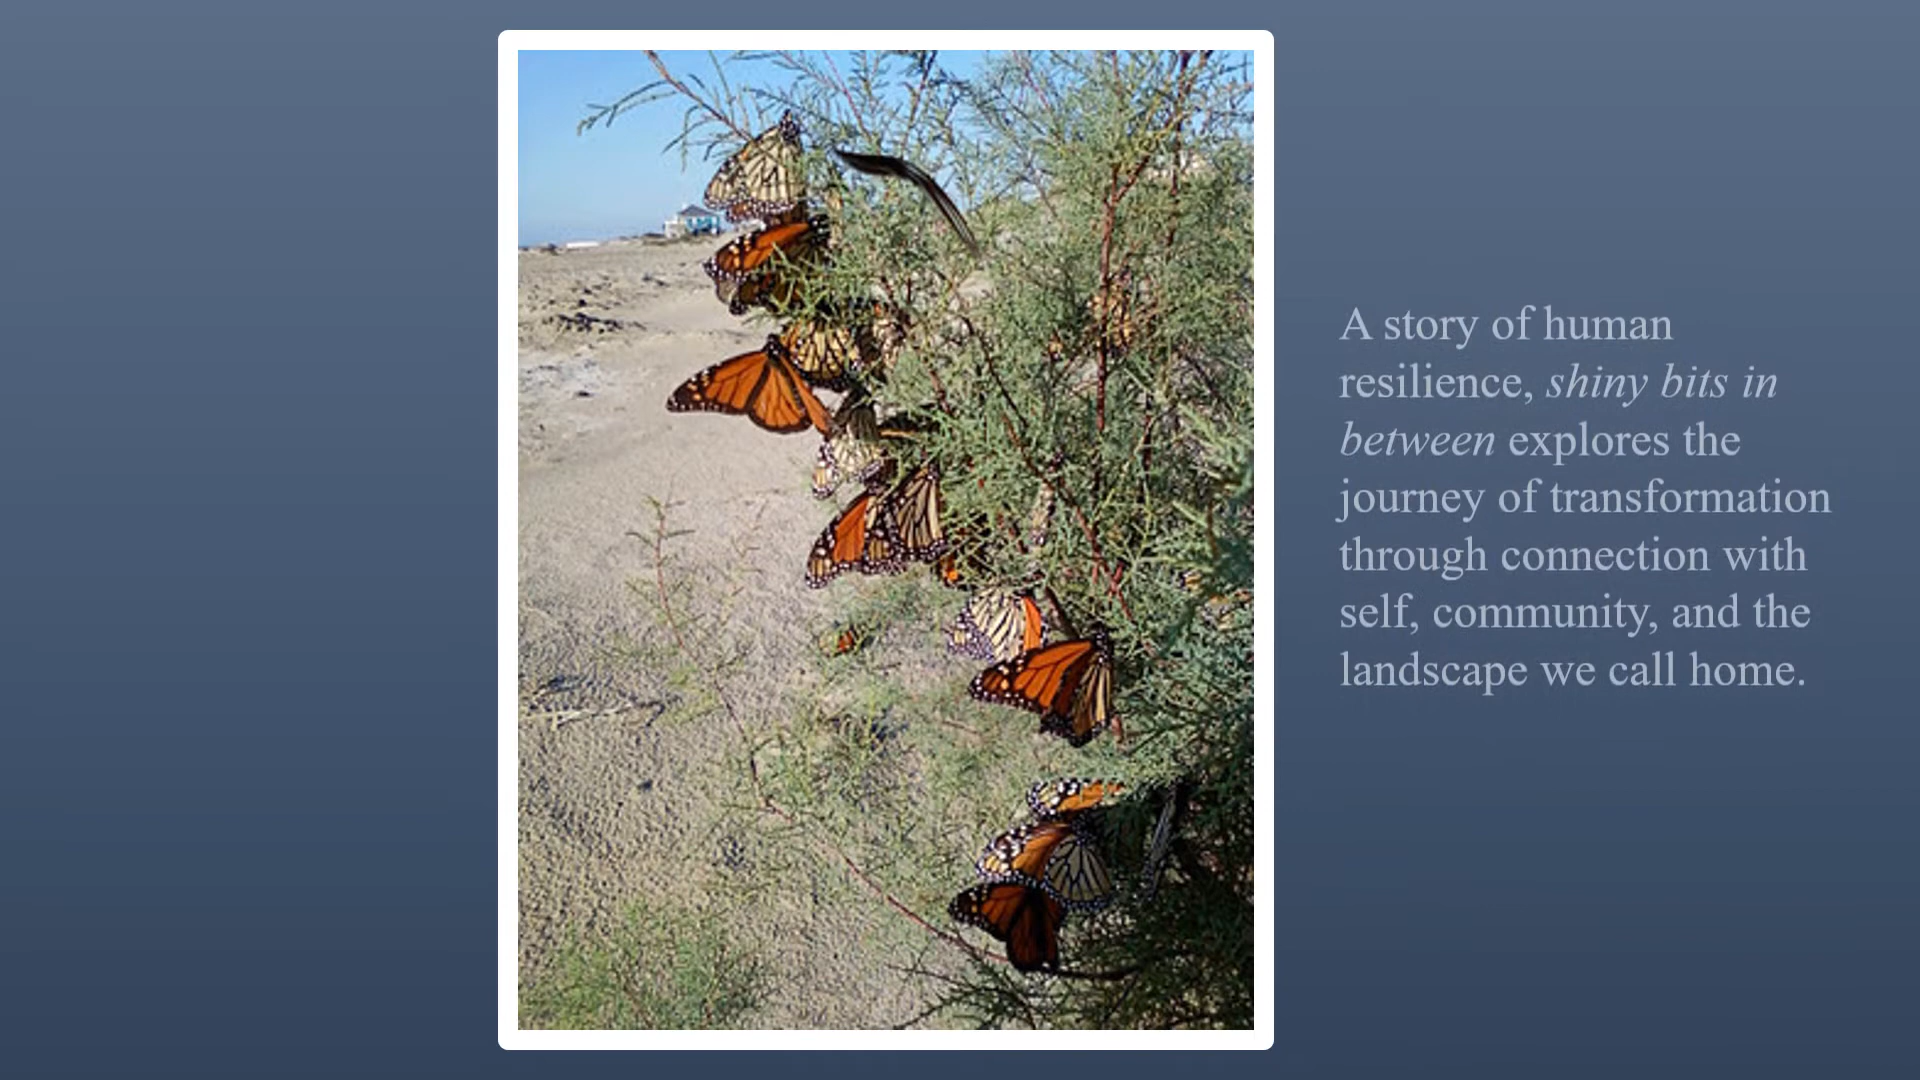 A story of human
resilience, shiny bits in
between explores the
journey of transformation
through connection with
self, community, and the
landscape we call home.